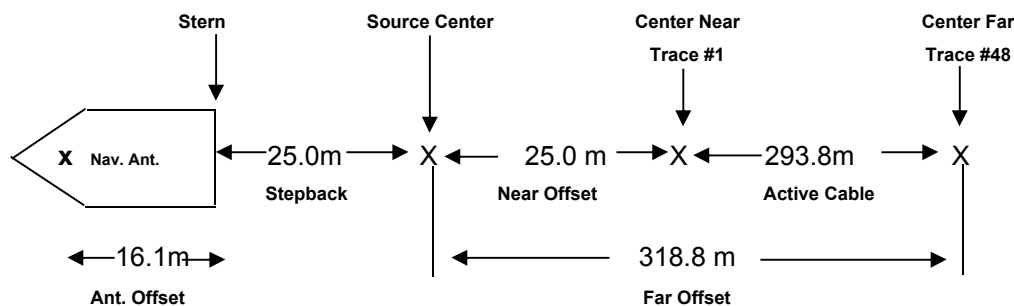 Stern Source Center Center Near Center Far
Trace #1 Trace #48
X Nav. Ant. 25.0m X 25.0 m X 293.8m X
Stepback Near Offset Active Cable
16.1m 318.8 m
Ant. Offset Far Offset